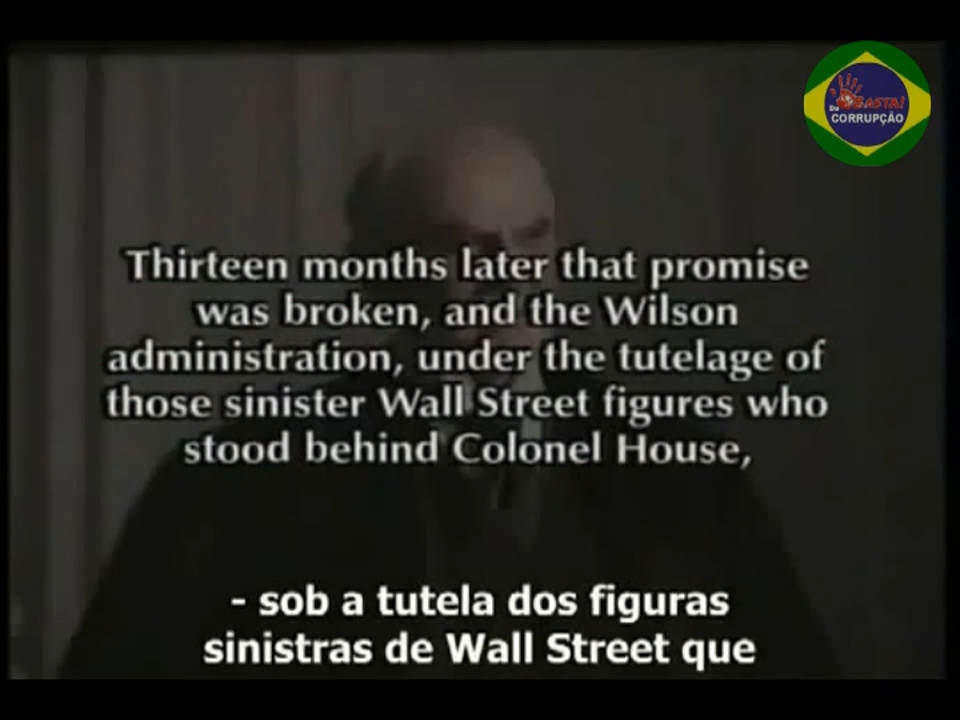 BASTA!
Da
CORRUPÇÃO
Thirteen months later that promise
was broken, and the Wilson
administration, under the tutelage of
those sinister Wall Street figures who
stood behind Colonel House,
- sob a tutela dos figuras
sinistras de Wall Street que